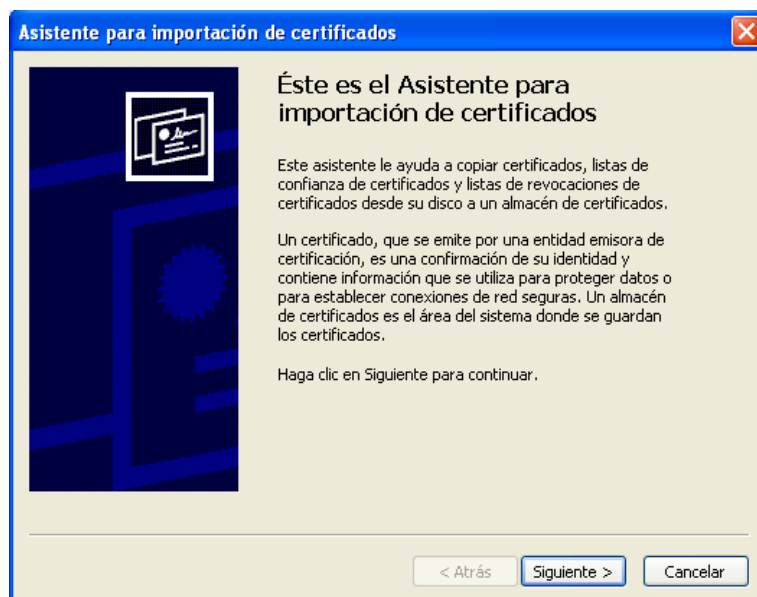 Asistente para importación de certificados
Éste es el Asistente para
importación de certificados
Este asistente le ayuda a copiar certificados, listas de
confianza de certificados y listas de revocaciones de
certificados desde su disco a un almacén de certificados.
Un certificado, que se emite por una entidad emisora de
certificación, es una confirmación de su identidad y
contiene información que se utiliza para proteger datos o
para establecer conexiones de red seguras. Un almacén
de certificados es el área del sistema donde se guardan
los certificados.
Haga clic en Siguiente para continuar.
< Atrás Siguiente > Cancelar